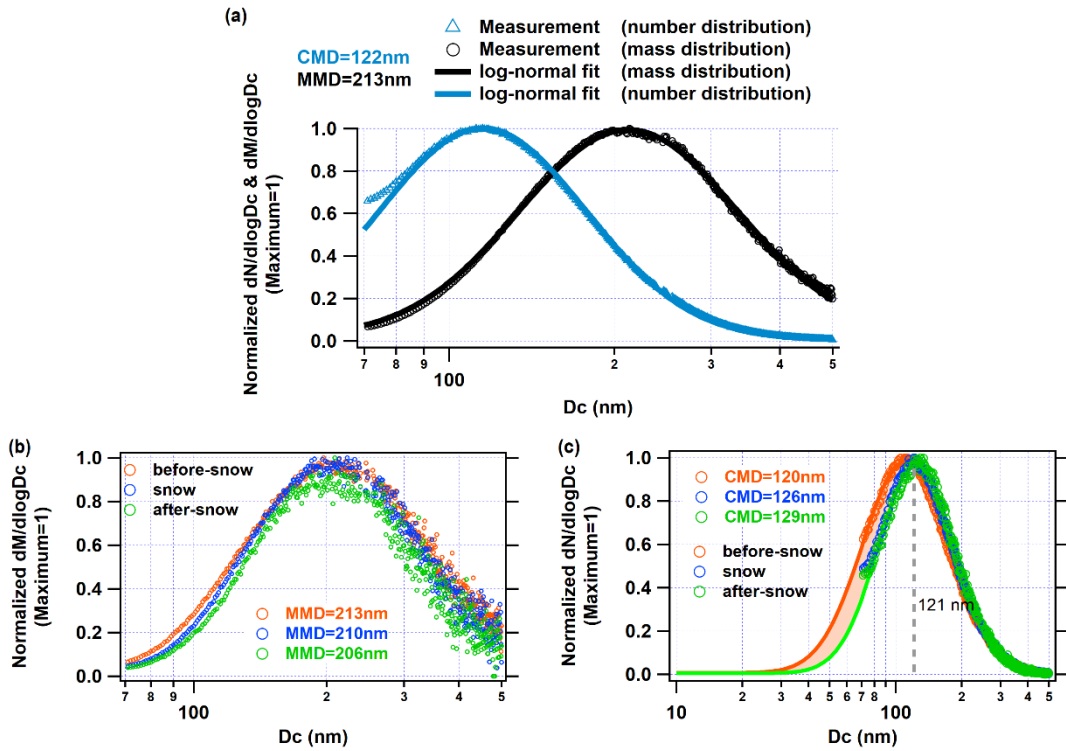 (a)
Measurement (number distribution)
Measurement (mass distribution)
log-normal fit (mass distribution)
log-normal fit (number distribution)
CMD=122nm
MMD=213nm
Normalized dN/dlogDc & dM/dlogDc
(Maximum=1)
1.0
0.8
0.6
0.4
0.2
0.0
7 8 9 100 2 3 4 5
Dc (nm)
(b)
Normalized dM/dlogDc
(Maximum=1)
1.0
0.8
0.6
0.4
0.2
0.0
before-snow
snow
after-snow
MMD=213nm
MMD=210nm
MMD=206nm
7 8 9 100 2 3 4 5
Dc (nm)
(c)
Normalized dN/dlogDc
(Maximum=1)
1.0
0.8
0.6
0.4
0.2
0.0
CMD=120nm
CMD=126nm
CMD=129nm
before-snow
snow
after-snow
121 nm
10 2 3 4 5 6 7 8 100 2 3 4 5
Dc (nm)